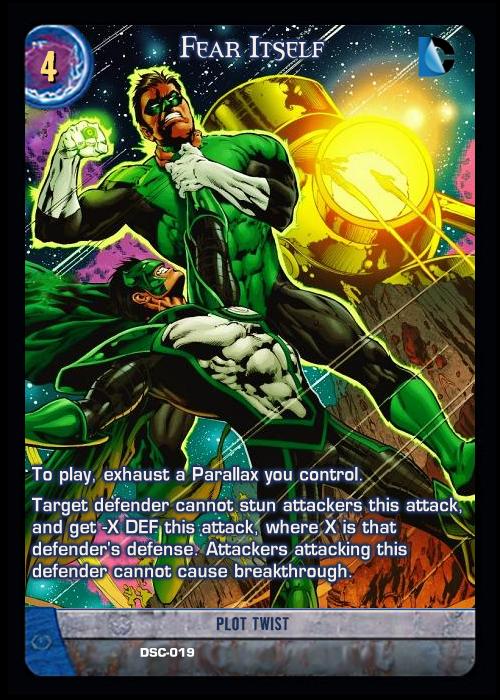 Fear Itself
4
To play, exhaust a Parallax you control.
Target defender cannot stun attackers this attack,
and get -X DEF this attack, where X is that
defender's defense. Attackers attacking this
defender cannot cause breakthrough.
PLOT TWIST
DSC-019